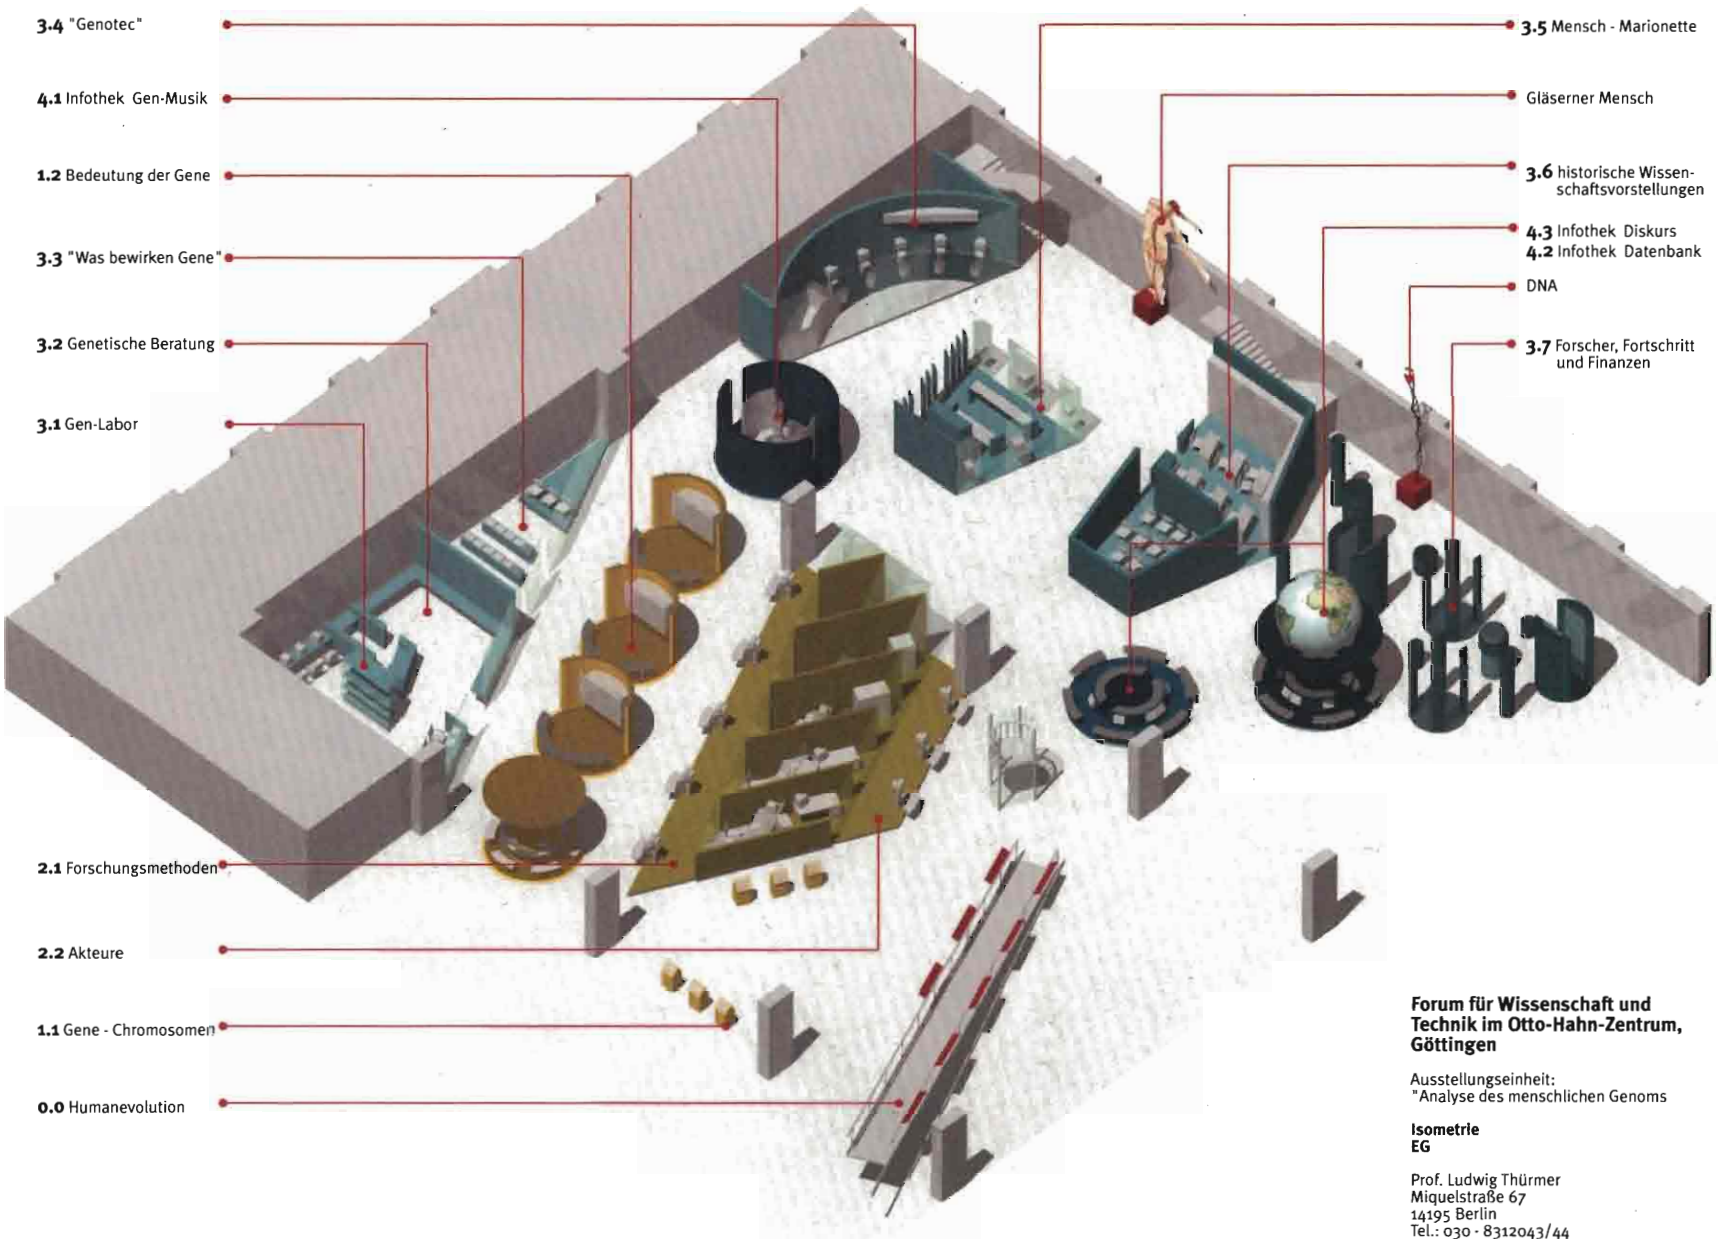 3.4 "Genotec"
4.1 Infothek Gen-Musik
1.2 Bedeutung der Gene
3.3 "Was bewirken Gene"
3.2 Genetische Beratung
3.1 Gen-Labor
2.1 Forschungsmethoden
2.2 Akteure
1.1 Gene - Chromosomen
0.0 Humanevolution
3.5 Mensch - Marionette
Gläserner Mensch
3.6 historische Wissen-
schaftsvorstellungen
4.3 Infothek Diskurs
4.2 Infothek Datenbank
DNA
3.7 Forscher, Fortschritt
und Finanzen
Forum für Wissenschaft und
Technik im Otto-Hahn-Zentrum,
Göttingen
Ausstellungseinheit:
"Analyse des menschlichen Genoms
Isometrie
EG
Prof. Ludwig Thürmer
Miquelstraße 67
14195 Berlin
Tel.: 030 - 8312043/44